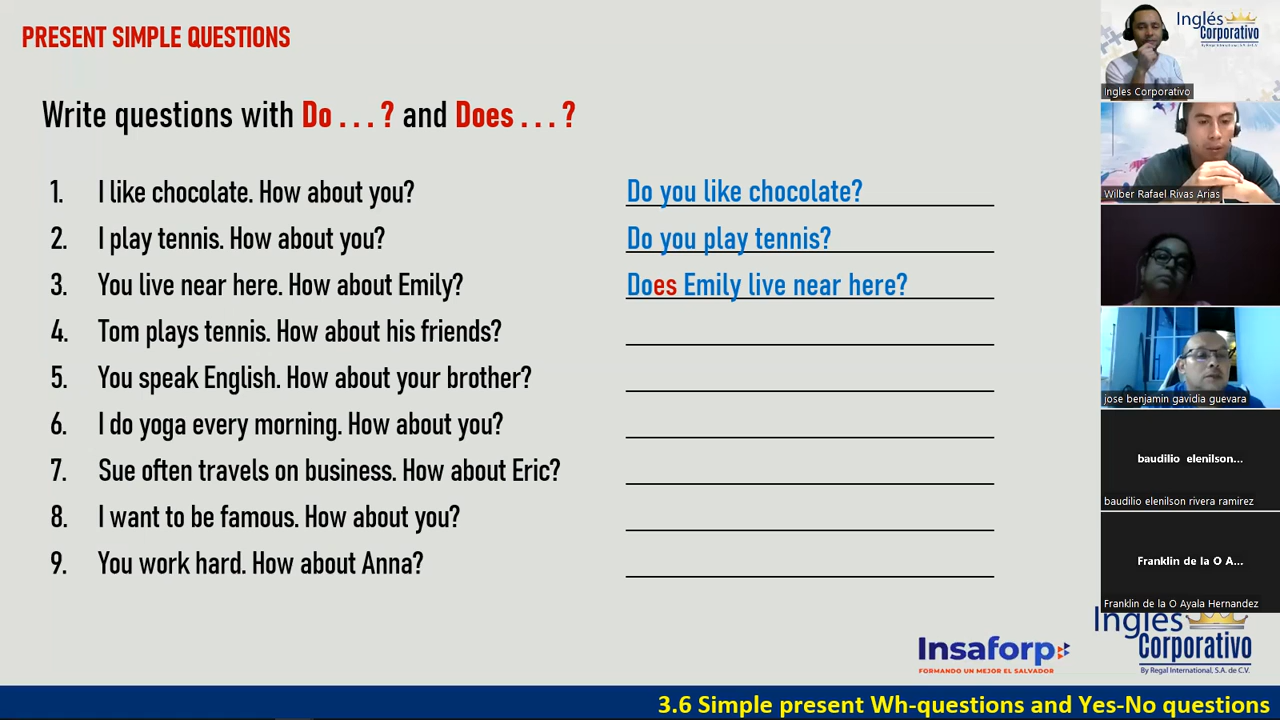 PRESENT SIMPLE QUESTIONS
Write questions with Do . . . ? and Does . . . ?
1. I like chocolate. How about you? Do you like chocolate?
2. I play tennis. How about you? Do you play tennis?
3. You live near here. How about Emily? Does Emily live near here?
4. Tom plays tennis. How about his friends?
5. You speak English. How about your brother?
6. I do yoga every morning. How about you?
7. Sue often travels on business. How about Eric?
8. I want to be famous. How about you?
9. You work hard. How about Anna?
Inglés
Corporativo
By Regal International, S.A. de C.V.
Ingles Corporativo
Wilber Rafael Rivas Arias
jose benjamin gavidia guevara
baudilio elenilson...
baudilio elenilson rivera ramirez
Franklin de la O A...
Franklin de la O Ayala Hernandez
Insaforp
FORMANDO UN MEJOR EL SALVADOR
Inglés
Corporativo
By Regal International, S.A. de C.V.
3.6 Simple present Wh-questions and Yes-No questions